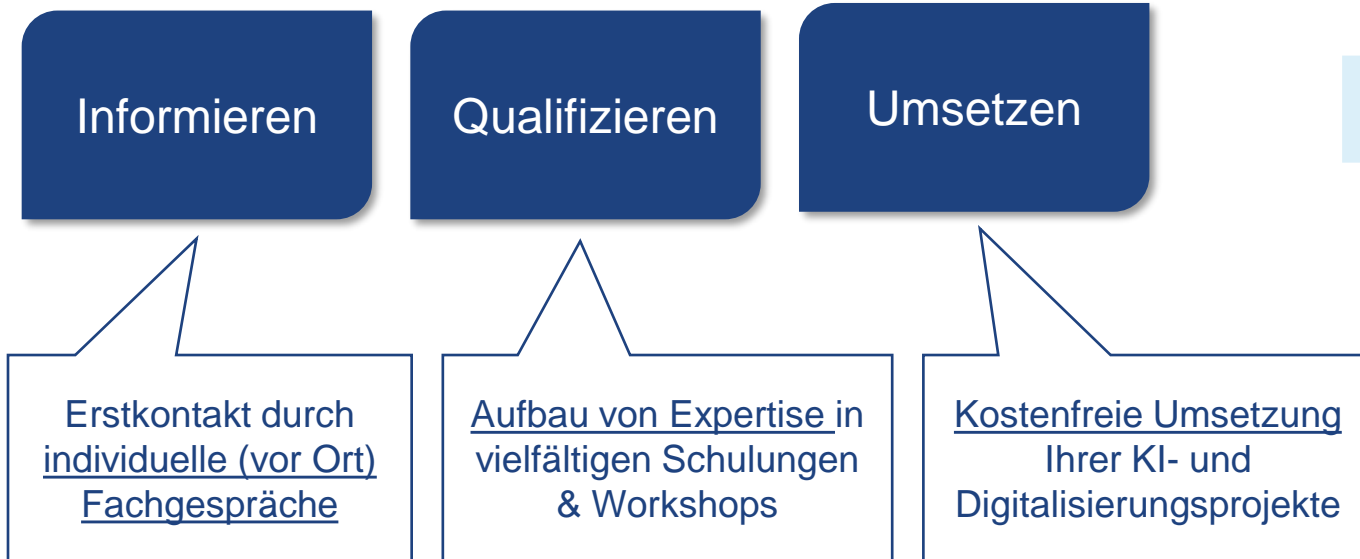 Informieren
Qualifizieren
Umsetzen
Erstkontakt durch
individuelle (vor Ort)
Fachgespräche
Aufbau von Expertise in
vielfältigen Schulungen
& Workshops
Kostenfreie Umsetzung
Ihrer KI- und
Digitalisierungsprojekte